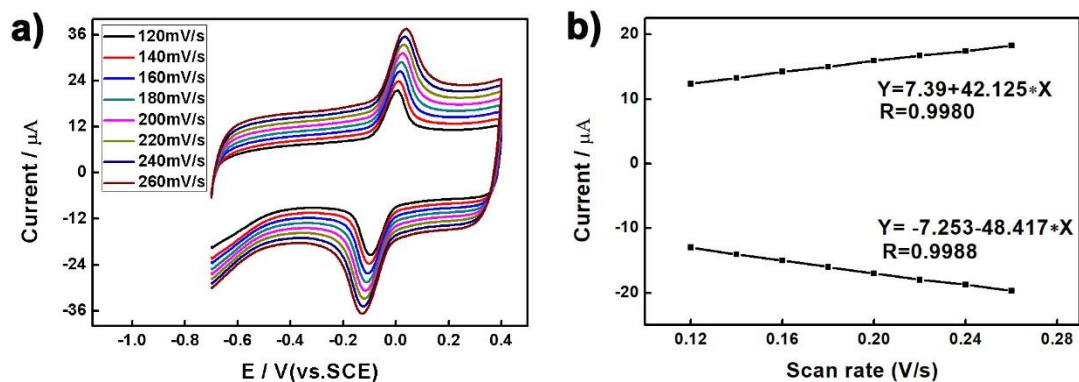 a)
120mV/s
140mV/s
160mV/s
180mV/s
200mV/s
220mV/s
240mV/s
260mV/s
36
24
12
0
-12
-24
-36
Current / μA
-1.0 -0.8 -0.6 -0.4 -0.2 0.0 0.2 0.4
E / V(vs.SCE)
b)
20
10
0
-10
-20
Current / μA
Y=7.39+42.125*X
R=0.9980
Y= -7.253-48.417*X
R=0.9988
0.12 0.16 0.20 0.24 0.28
Scan rate (V/s)